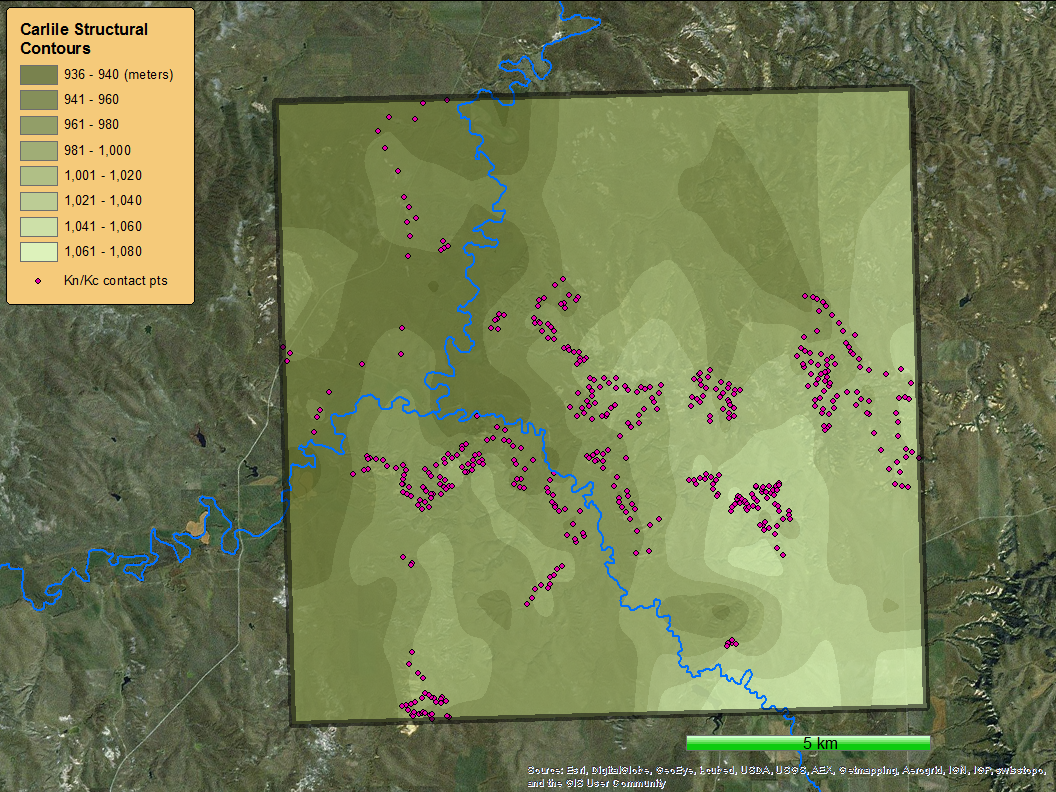 Carlile Structural
Contours
936 - 940 (meters)
941 - 960
961 - 980
981 - 1,000
1,001 - 1,020
1,021 - 1,040
1,041 - 1,060
1,061 - 1,080
Kn/Kc contact pts
5 km
Source: Esri, DigitalGlobe, GeoEye, i-cubed, USDA, USGS, AEX, Getmapping, Aerogrid, IGN, IGP, swisstopo,
and the GIS User Community